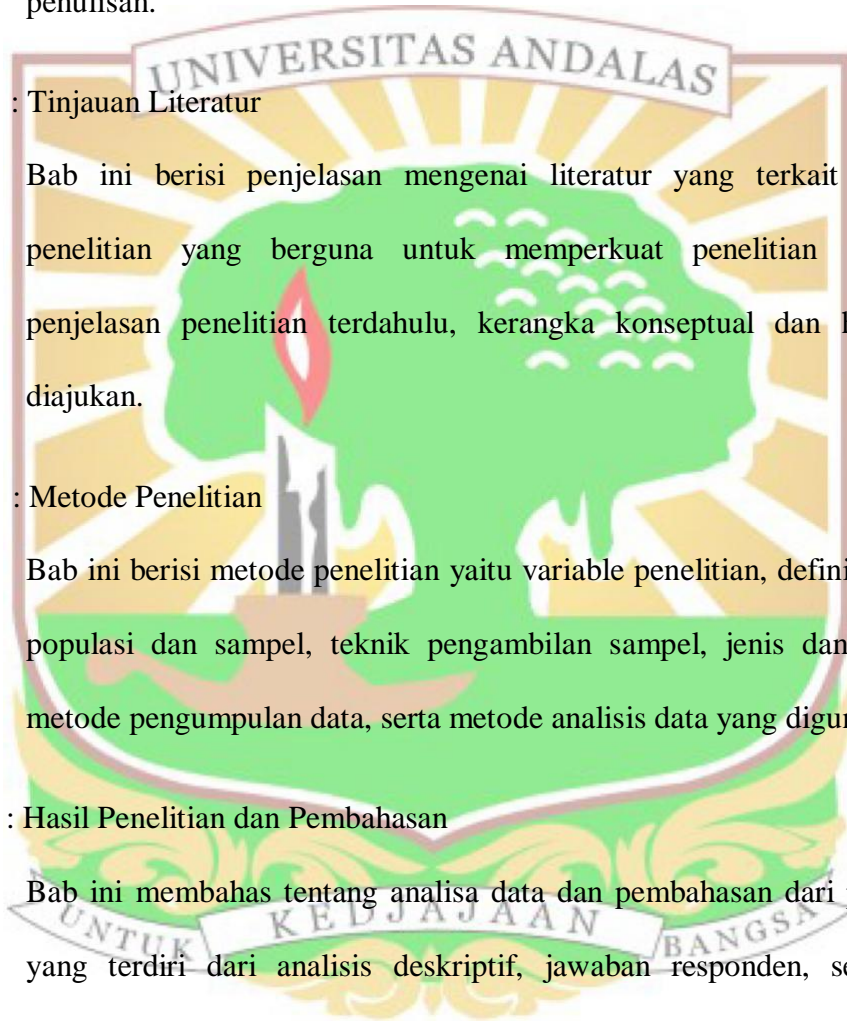 penulisan.
UNIVERSITAS ANDALAS
: Tinjauan Literatur
Bab ini berisi penjelasan mengenai literatur yang terkait
penelitian yang berguna untuk memperkuat penelitian
penjelasan penelitian terdahulu, kerangka konseptual dan
diajukan.
: Metode Penelitian
Bab ini berisi metode penelitian yaitu variable penelitian,
populasi dan sampel, teknik pengambilan sampel, jenis dan
metode pengumpulan data, serta metode analisis data yang
: Hasil Penelitian dan Pembahasan
Bab ini membahas tentang analisa data dan pembahasan dari
UNTUK KEDJAJAAN BANGSA
yang terdiri dari analisis deskriptif, jawaban responden,